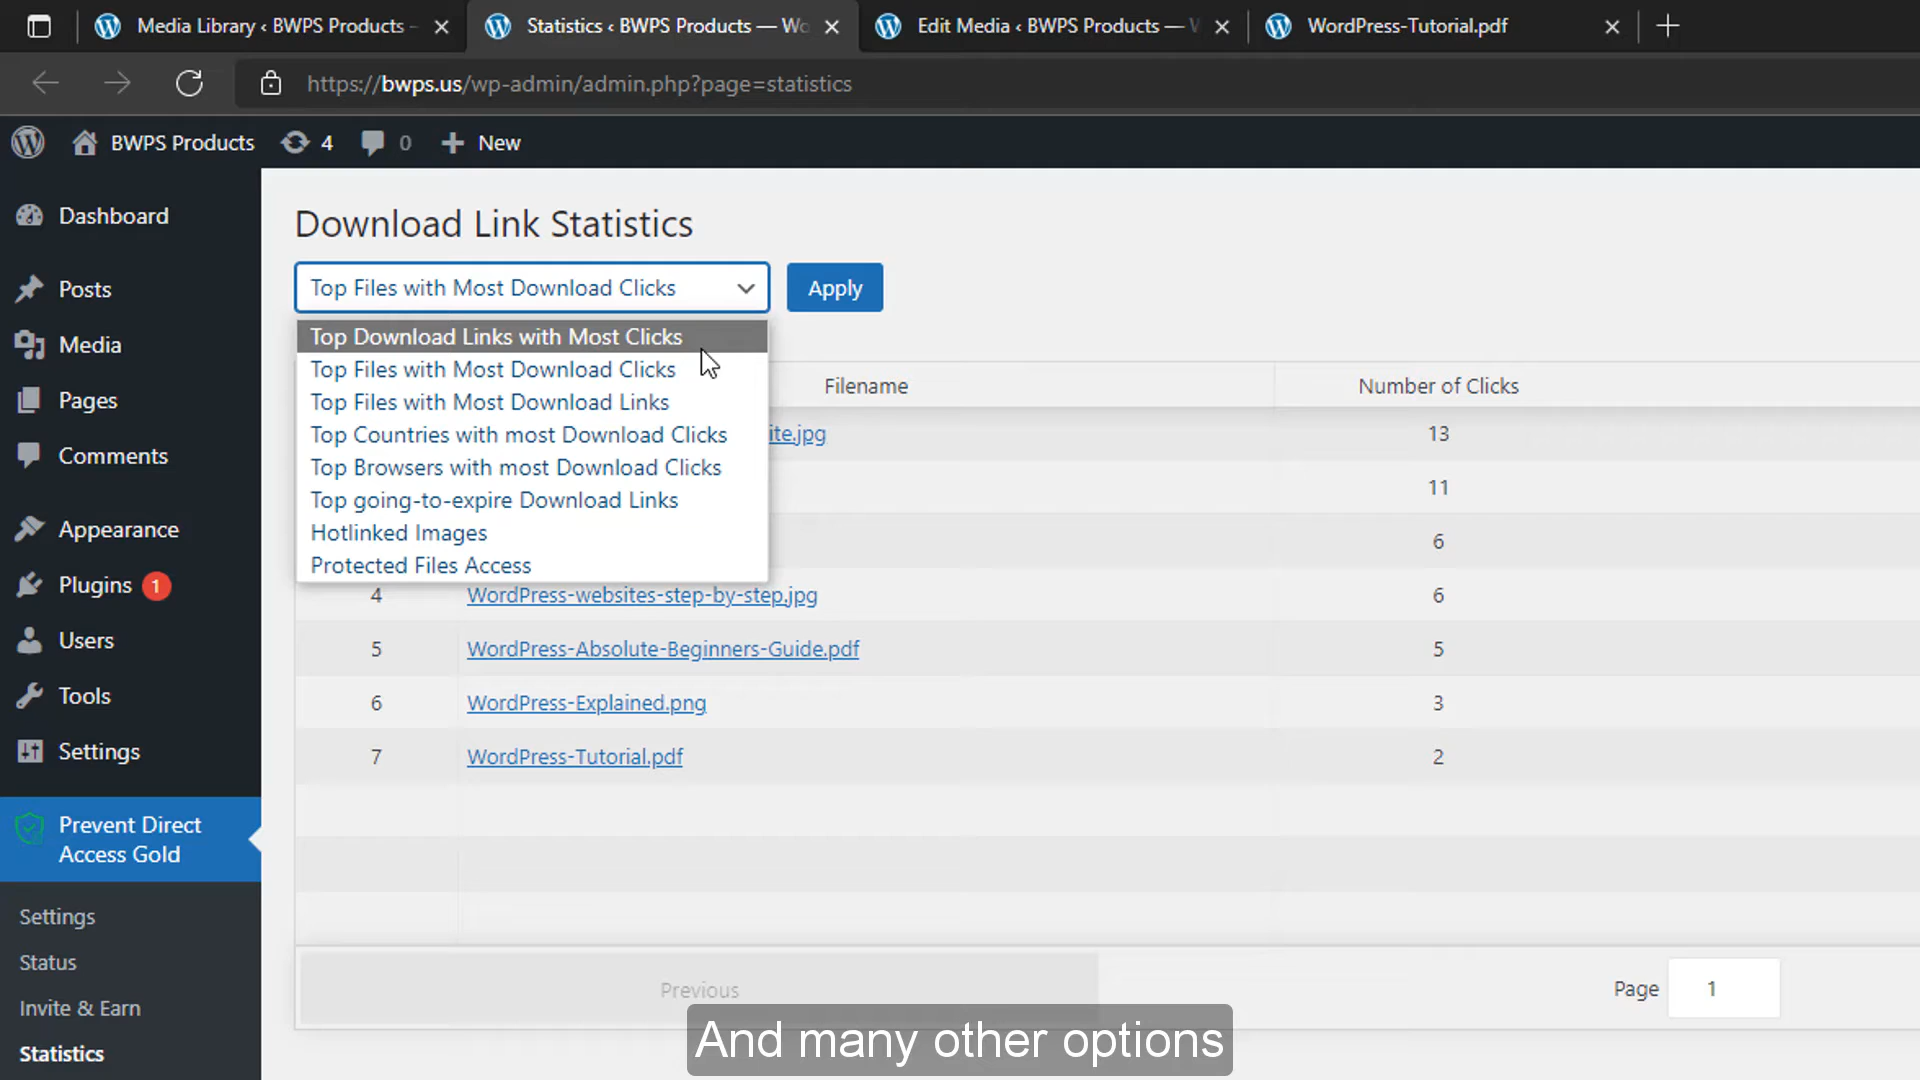 Media Library ‹ BWPS Products -
Statistics ‹ BWPS Products — Wo
Edit Media ‹ BWPS Products — W
WordPress-Tutorial.pdf
https://bwps.us/wp-admin/admin.php?page=statistics
BWPS Products
4
0
New
Dashboard
Posts
Media
Pages
Comments
Appearance
Plugins 1
Users
Tools
Settings
Prevent Direct
Access Gold
Settings
Status
Invite & Earn
Statistics
Download Link Statistics
Top Files with Most Download Clicks
Apply
Top Download Links with Most Clicks
Top Files with Most Download Clicks
Top Files with Most Download Links
Top Countries with most Download Clicks
Top Browsers with most Download Clicks
Top going-to-expire Download Links
Hotlinked Images
Protected Files Access
Filename Number of Clicks
ite.jpg 13
11
6
4 WordPress-websites-step-by-step.jpg 6
5 WordPress-Absolute-Beginners-Guide.pdf 5
6 WordPress-Explained.png 3
7 WordPress-Tutorial.pdf 2
Previous
Page 1
And many other options